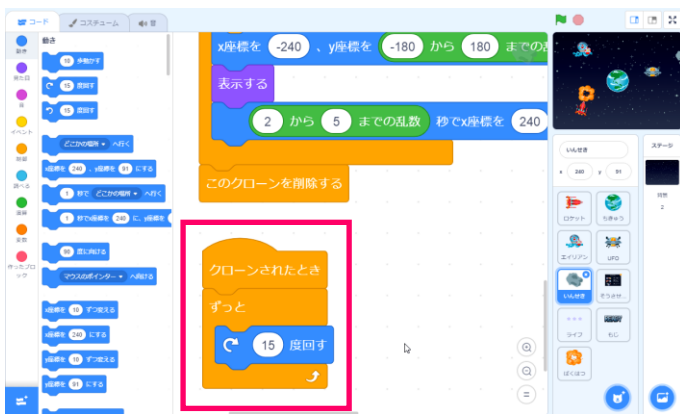 コード
コスチューム
音
動き
動き
見た目
音
イベント
制御
調べる
演算
変数
作ったブロ
ック
10 歩動かす
15 度回す
15 度回す
どこかの場所 へ行く
x座標を 240 、y座標を 91 にする
1 秒で どこかの場所 へ行く
1 秒でx座標を 240 に、y座標を
90 度に向ける
マウスのポインター へ向ける
x座標を 10 ずつ変える
x座標を 240 にする
y座標を 10 ずつ変える
y座標を 91 にする
x座標を -240 、y座標を -180 から 180 までの乱
表示する
2 から 5 までの乱数 秒でx座標を 240
このクローンを削除する
クローンされたとき
ずっと
15 度回す
いんせき
x 240 y 91
ステージ
背景
2
ロケット
ちきゅう
エイリアン
UFO
いんせき
そうさせ...
ライフ
もじ
ばくはつ